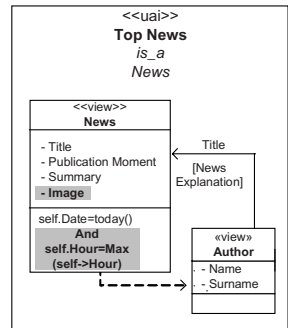 <<uai>>
Top News
is_a
News
<<view>>
News
- Title
- Publication Moment
- Summary
- Image
self.Date=today()
And
self.Hour=Max
(self->Hour)
Title
[News
Explanation]
«view»
Author
- Name
- Surname